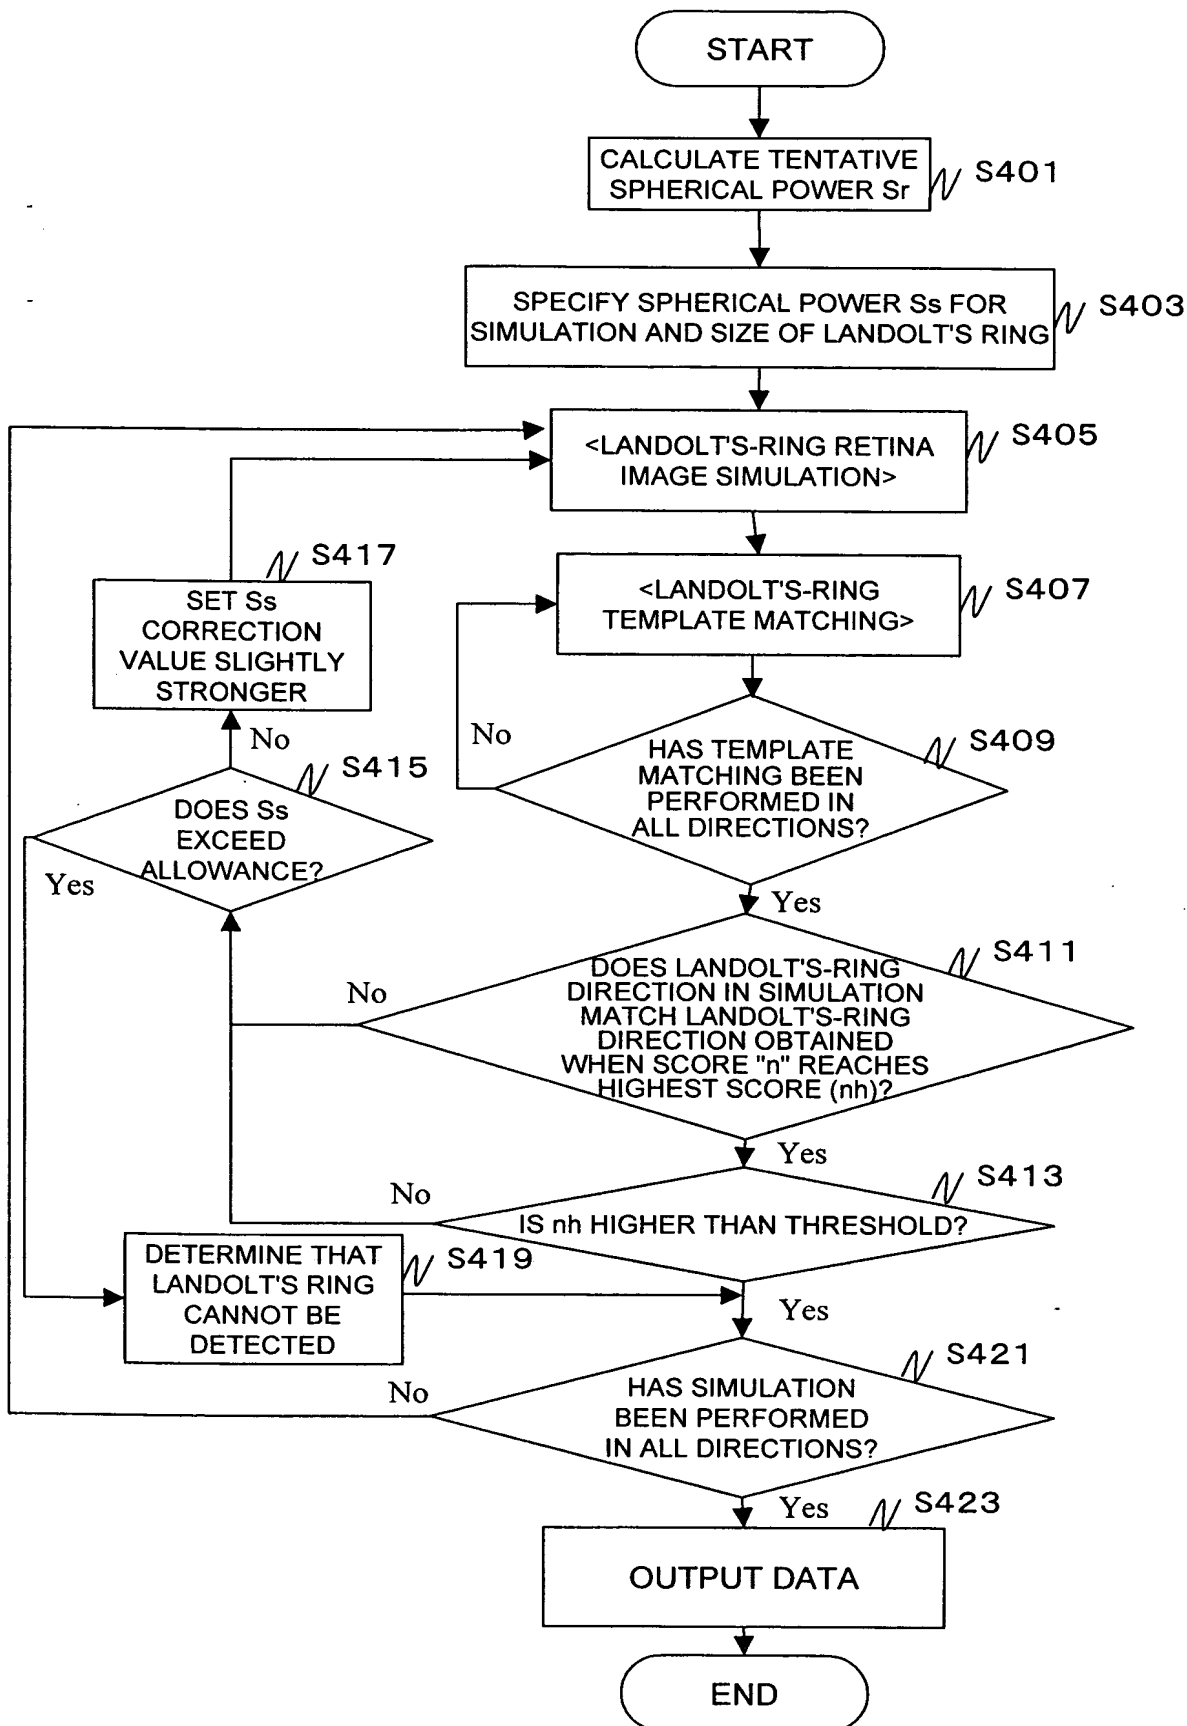 START
CALCULATE TENTATIVE
SPHERICAL POWER Sr
S401
SPECIFY SPHERICAL POWER Ss FOR
SIMULATION AND SIZE OF LANDOLT'S RING
S403
<LANDOLT'S-RING RETINA
IMAGE SIMULATION>
S405
<LANDOLT'S-RING
TEMPLATE MATCHING>
S407
S417
SET Ss
CORRECTION
VALUE SLIGHTLY
STRONGER
No
HAS TEMPLATE
MATCHING BEEN
PERFORMED IN
ALL DIRECTIONS?
S409
No
Yes
S415
DOES Ss
EXCEED
ALLOWANCE?
Yes
DOES LANDOLT'S-RING
DIRECTION IN SIMULATION
MATCH LANDOLT'S-RING
DIRECTION OBTAINED
WHEN SCORE "n" REACHES
HIGHEST SCORE (nh)?
S411
No
Yes
IS nh HIGHER THAN THRESHOLD?
S413
No
Yes
DETERMINE THAT
LANDOLT'S RING
CANNOT BE
DETECTED
S419
HAS SIMULATION
BEEN PERFORMED
IN ALL DIRECTIONS?
S421
No
Yes
S423
OUTPUT DATA
END